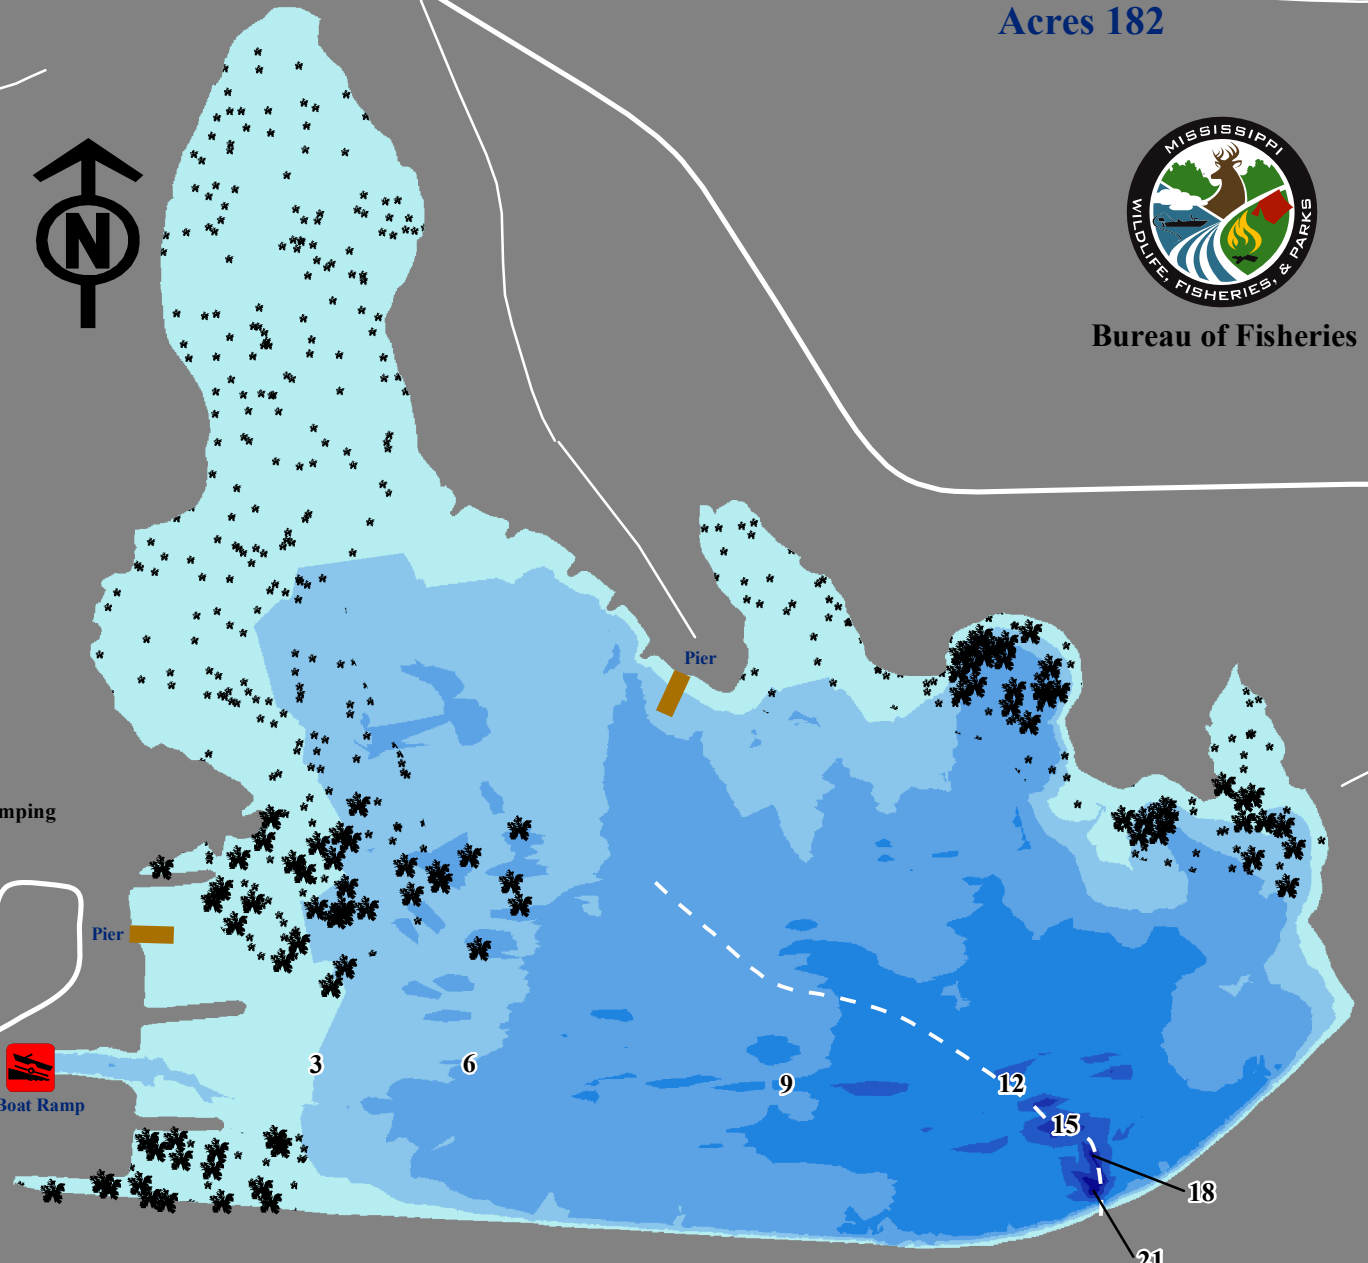 Acres 182
N
MISSISSIPPI
WILDLIFE, FISHERIES, & PARKS
Bureau of Fisheries
Pier
mping
Pier
3
6
9
12
Boat Ramp
15
18
21